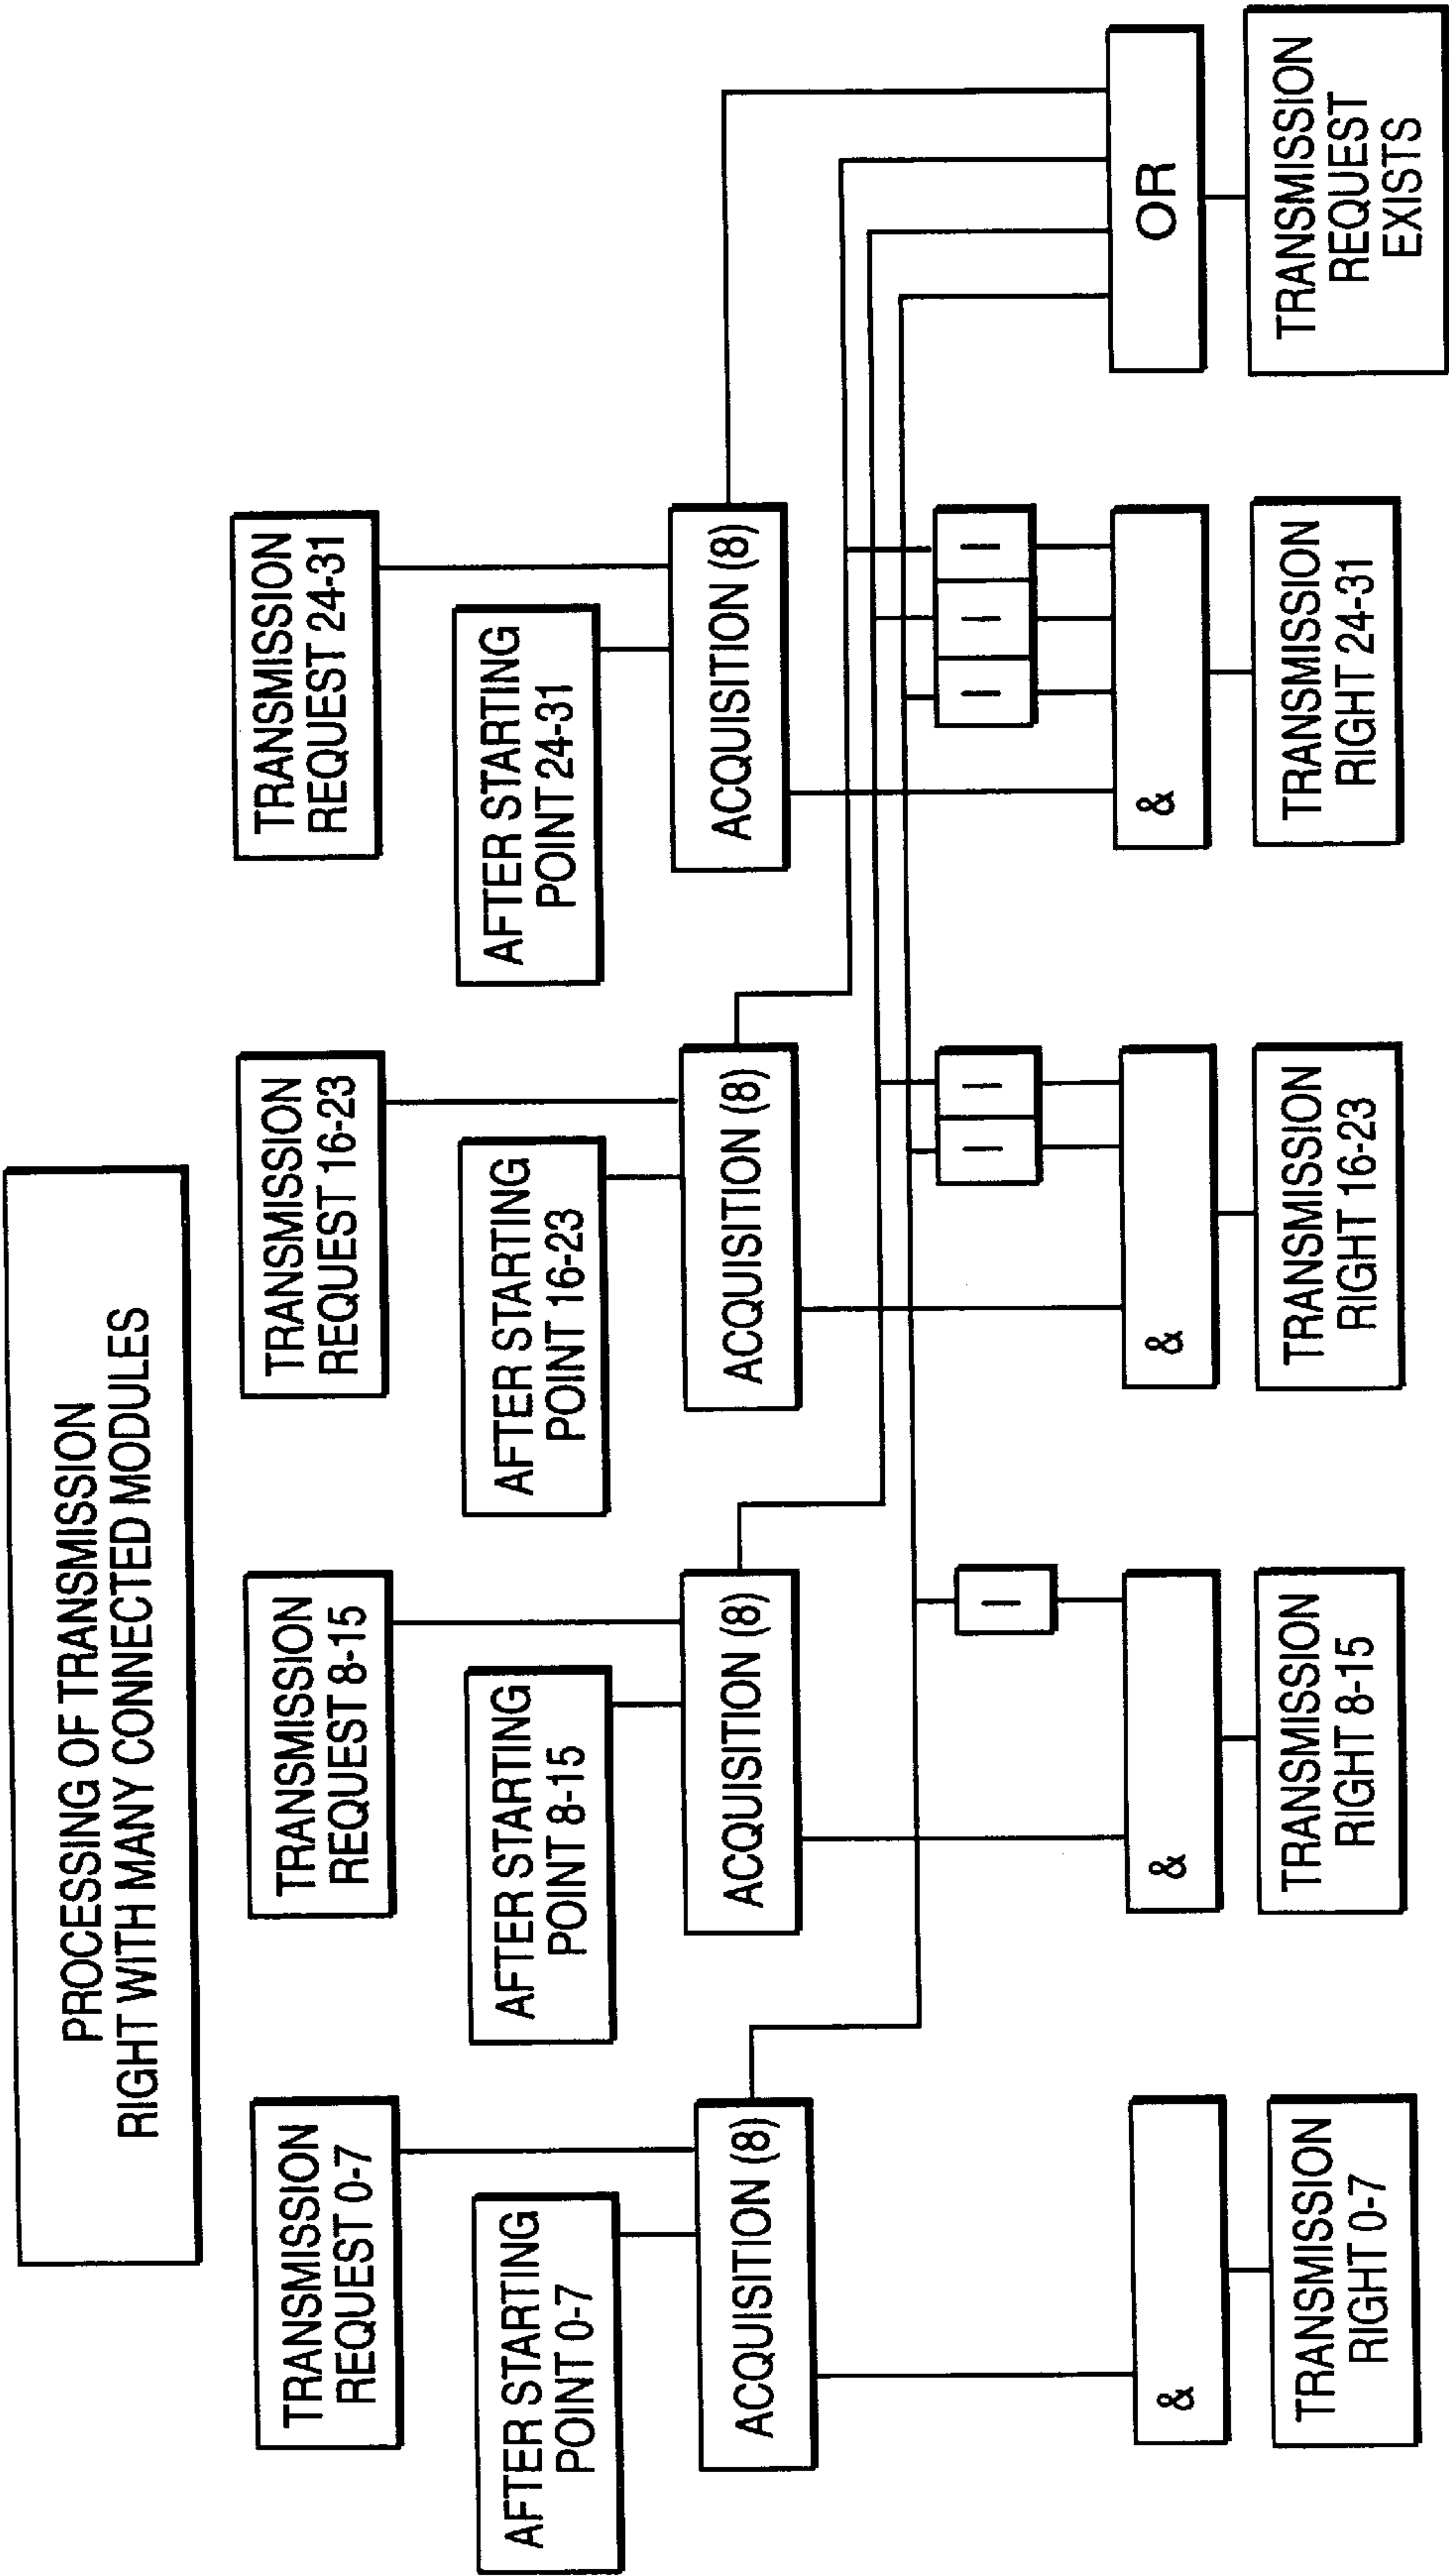 PROCESSING OF TRANSMISSION
RIGHT WITH MANY CONNECTED MODULES
TRANSMISSION
REQUEST 0-7
TRANSMISSION
REQUEST 8-15
TRANSMISSION
REQUEST 16-23
TRANSMISSION
REQUEST 24-31
AFTER STARTING
POINT 0-7
AFTER STARTING
POINT 8-15
AFTER STARTING
POINT 16-23
AFTER STARTING
POINT 24-31
ACQUISITION (8)
ACQUISITION (8)
ACQUISITION (8)
ACQUISITION (8)
I
I I
I I I
&
&
&
&
OR
TRANSMISSION
RIGHT 0-7
TRANSMISSION
RIGHT 8-15
TRANSMISSION
RIGHT 16-23
TRANSMISSION
RIGHT 24-31
TRANSMISSION
REQUEST
EXISTS